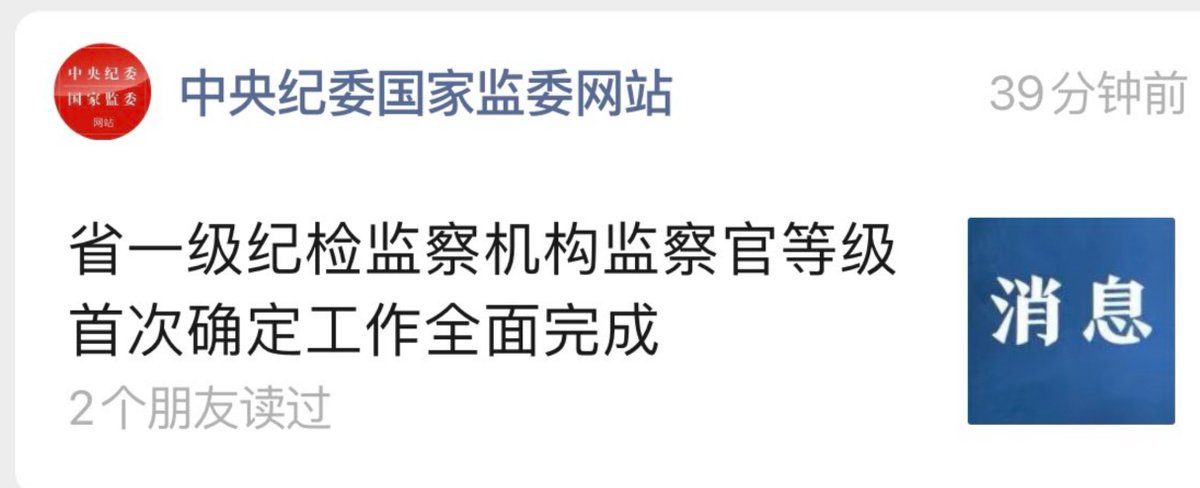 中央纪委
国家监委
网站
中央纪委国家监委网站
39分钟前
省一级纪检监察机构监察官等级
首次确定工作全面完成
消息
2个朋友读过